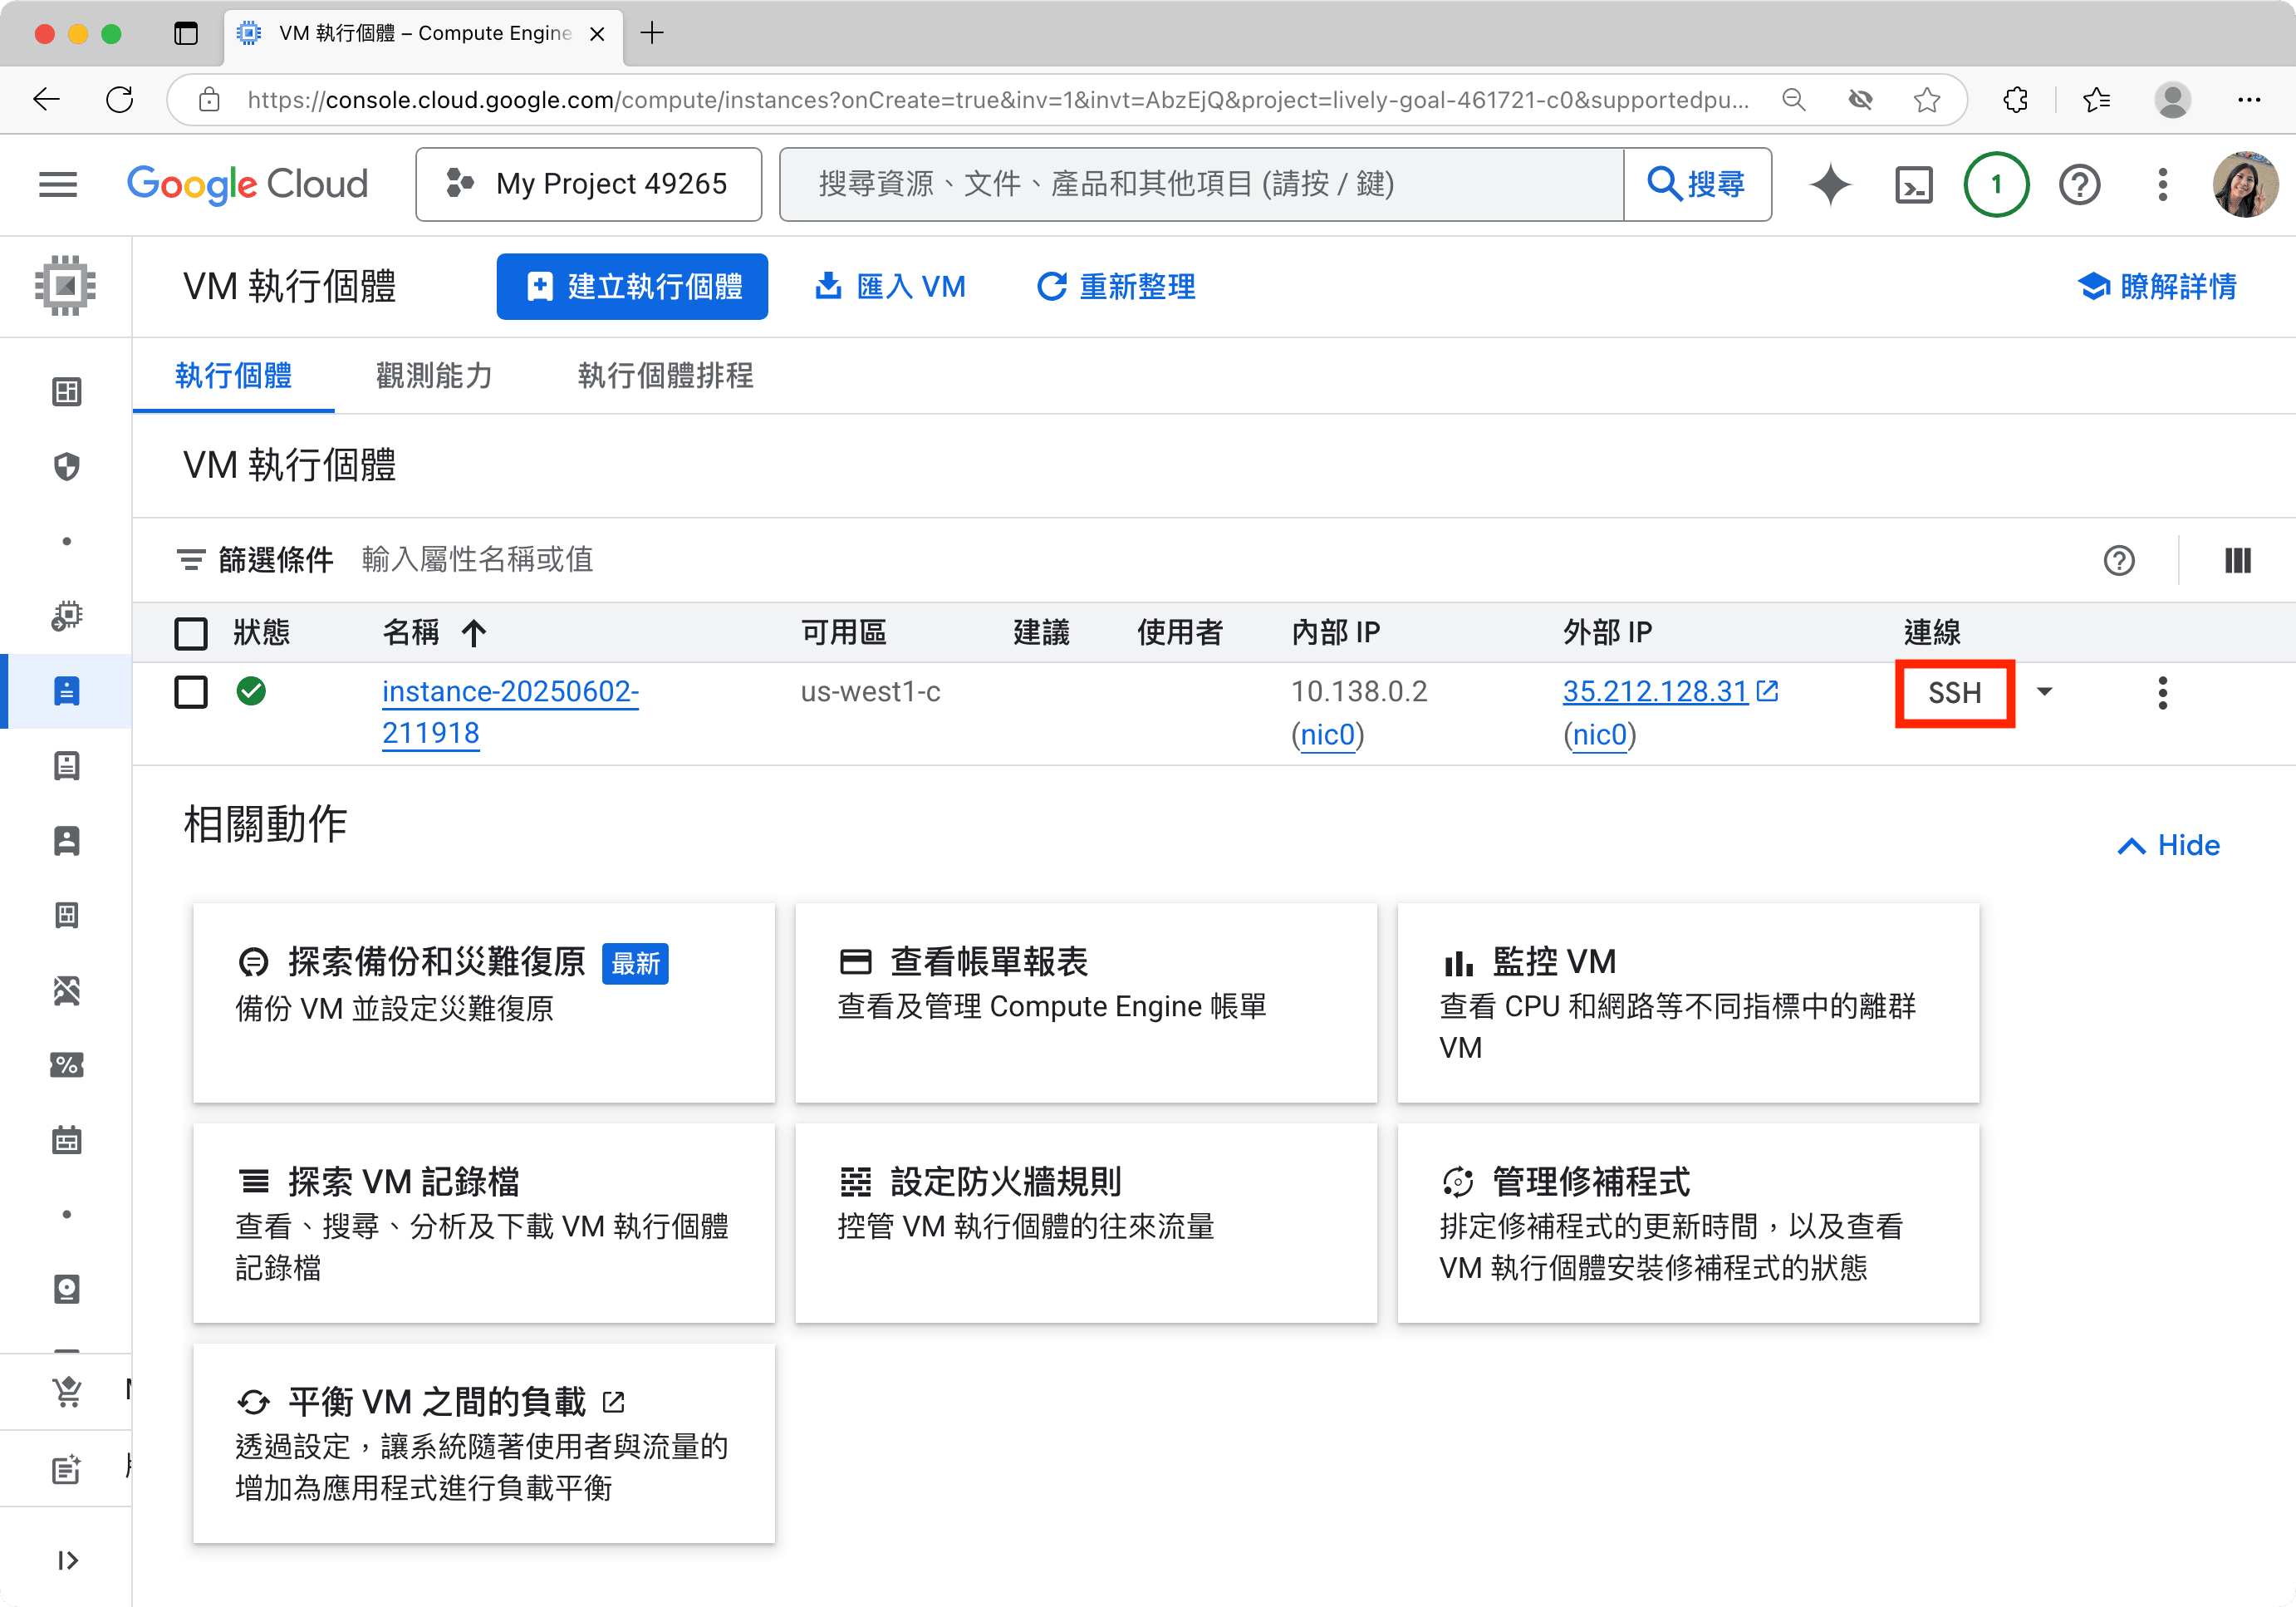 VM 執行個體 – Compute Engine
https://console.cloud.google.com/compute/instances?onCreate=true&inv=1&invt=AbzEjQ&project=lively-goal-461721-c0&supportedpu...
Google Cloud
My Project 49265
搜尋資源、文件、產品和其他項目 (請按 / 鍵)
搜尋
1
VM 執行個體
建立執行個體
匯入 VM
重新整理
瞭解詳情
執行個體
觀測能力
執行個體排程
VM 執行個體
篩選條件 輸入屬性名稱或值
狀態 名稱 可用區 建議 使用者 內部 IP 外部 IP 連線
instance-20250602- us-west1-c 10.138.0.2 35.212.128.31 SSH
211918 (nic0) (nic0)
相關動作
Hide
探索備份和災難復原 最新
備份 VM 並設定災難復原
查看帳單報表
查看及管理 Compute Engine 帳單
監控 VM
查看 CPU 和網路等不同指標中的離群
VM
探索 VM 記錄檔
查看、搜尋、分析及下載 VM 執行個體
記錄檔
設定防火牆規則
控管 VM 執行個體的往來流量
管理修補程式
排定修補程式的更新時間，以及查看
VM 執行個體安裝修補程式的狀態
平衡 VM 之間的負載
透過設定，讓系統隨著使用者與流量的
增加為應用程式進行負載平衡